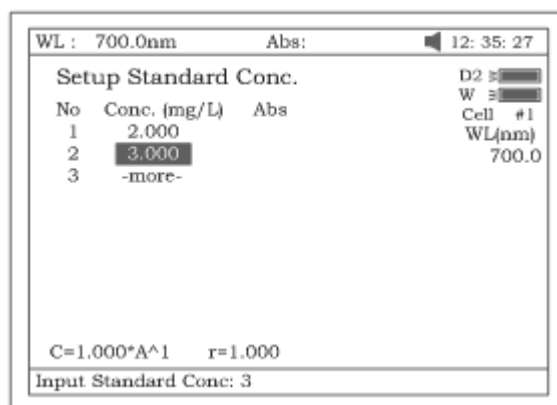 WL : 700.0nm Abs: 12: 35: 27
Setup Standard Conc.
D2
W
No Conc. (mg/L) Abs
Cell #1
1 2.000
WL(nm)
2 3.000
700.0
3 -more-
C=1.000*A^1 r=1.000
Input Standard Conc: 3